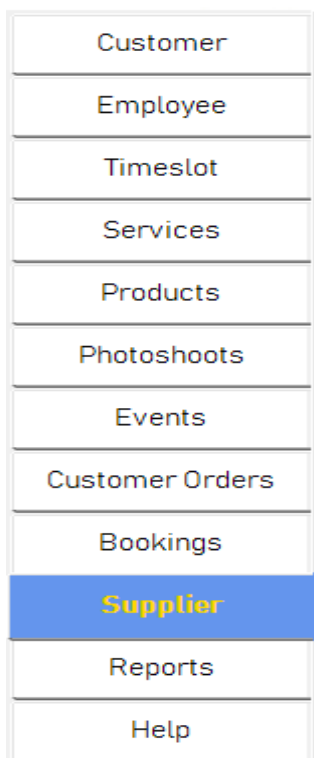 Customer
Employee
Timeslot
Services
Products
Photoshoots
Events
Customer Orders
Bookings
Supplier
Reports
Help